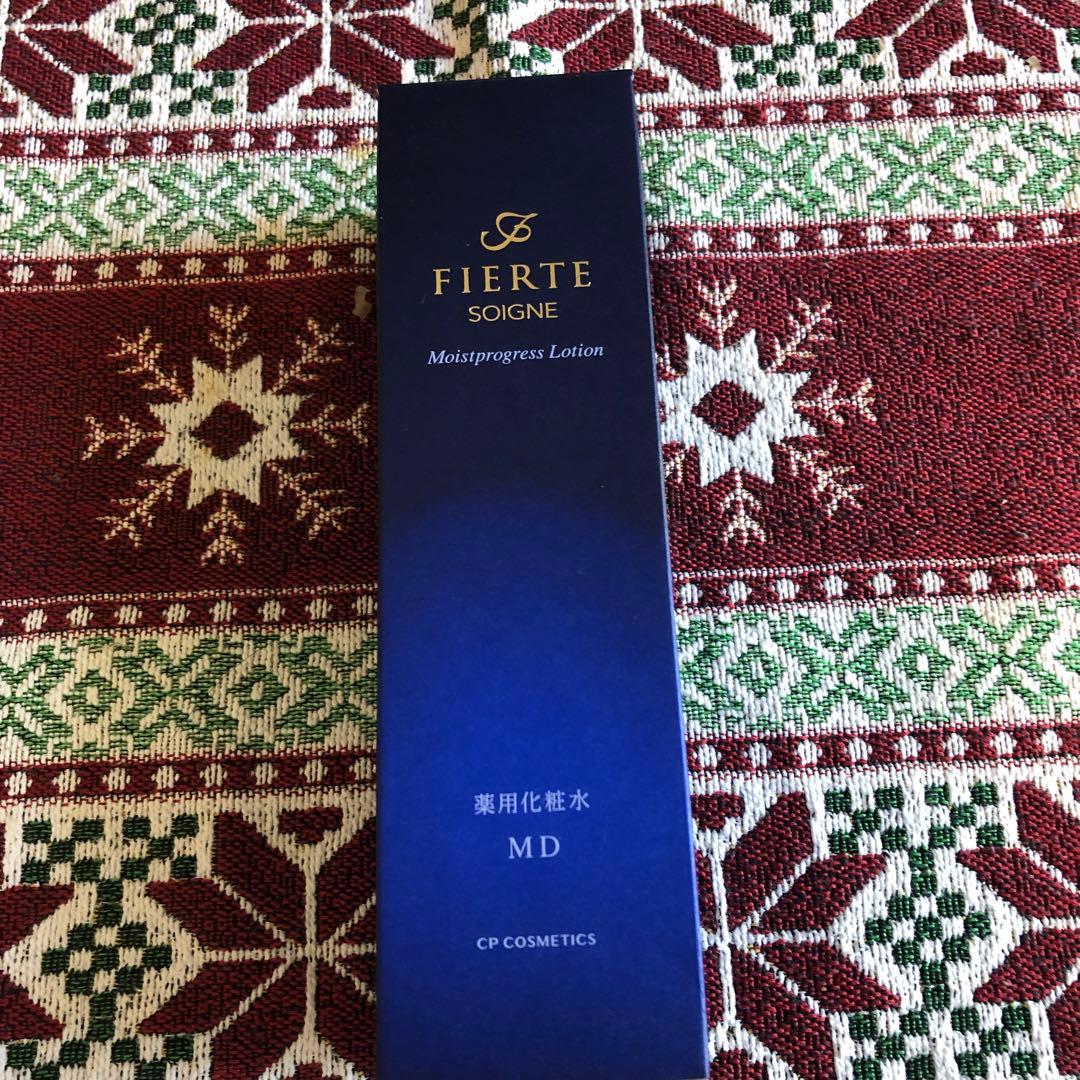 FIERTE
SOIGNE
Moistprogress Lotion
薬用化粧水
MD
CP COSMETICS